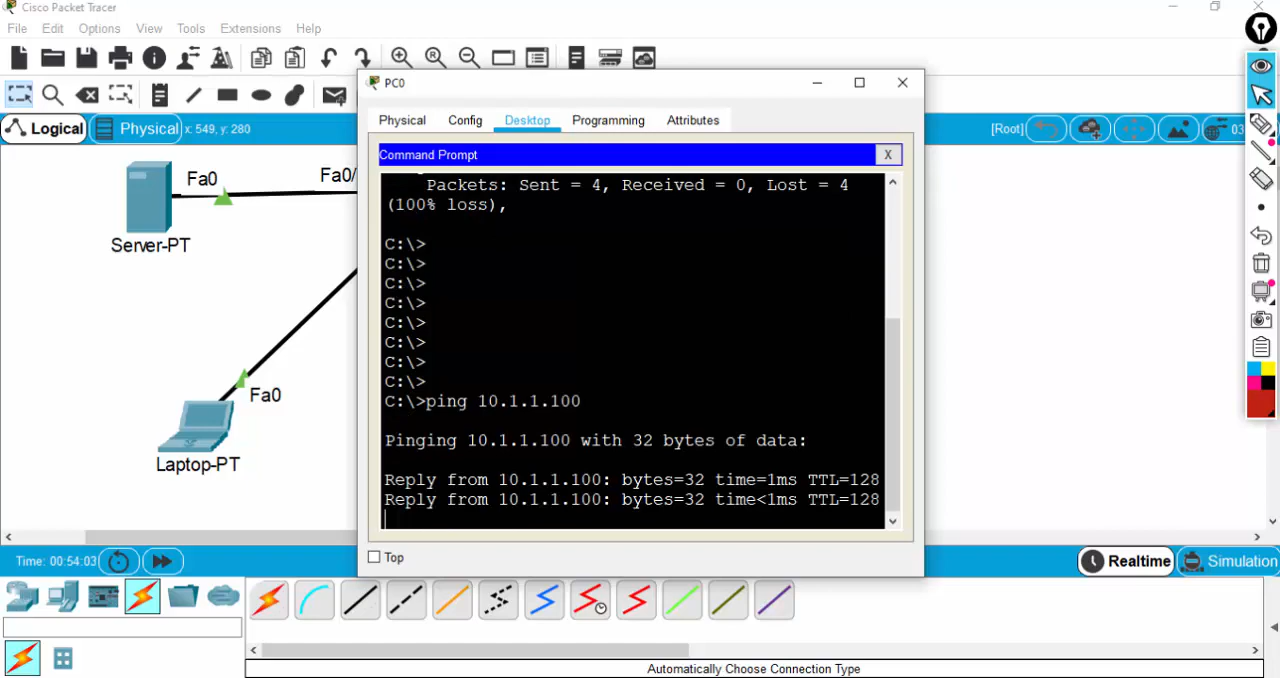 Cisco Packet Tracer
File Edit Options View Tools Extensions Help
PC0
Physical Config Desktop Programming Attributes
Logical Physical x: 549, y: 280
[Root]
03
Command Prompt X
Packets: Sent = 4, Received = 0, Lost = 4
(100% loss),
C:\>
C:\>
C:\>
C:\>
C:\>
C:\>
C:\>
C:\>
C:\>ping 10.1.1.100
Pinging 10.1.1.100 with 32 bytes of data:
Reply from 10.1.1.100: bytes=32 time=1ms TTL=128
Reply from 10.1.1.100: bytes=32 time<1ms TTL=128
Top
Fa0
Fa0/
Server-PT
Fa0
Laptop-PT
Time: 00:54:03
Realtime Simulation
Automatically Choose Connection Type